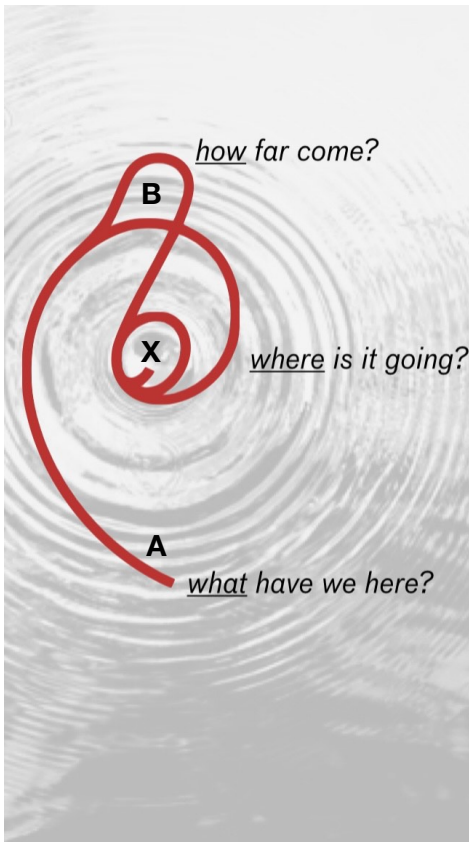 how far come?
B
X
where is it going?
A
what have we here?